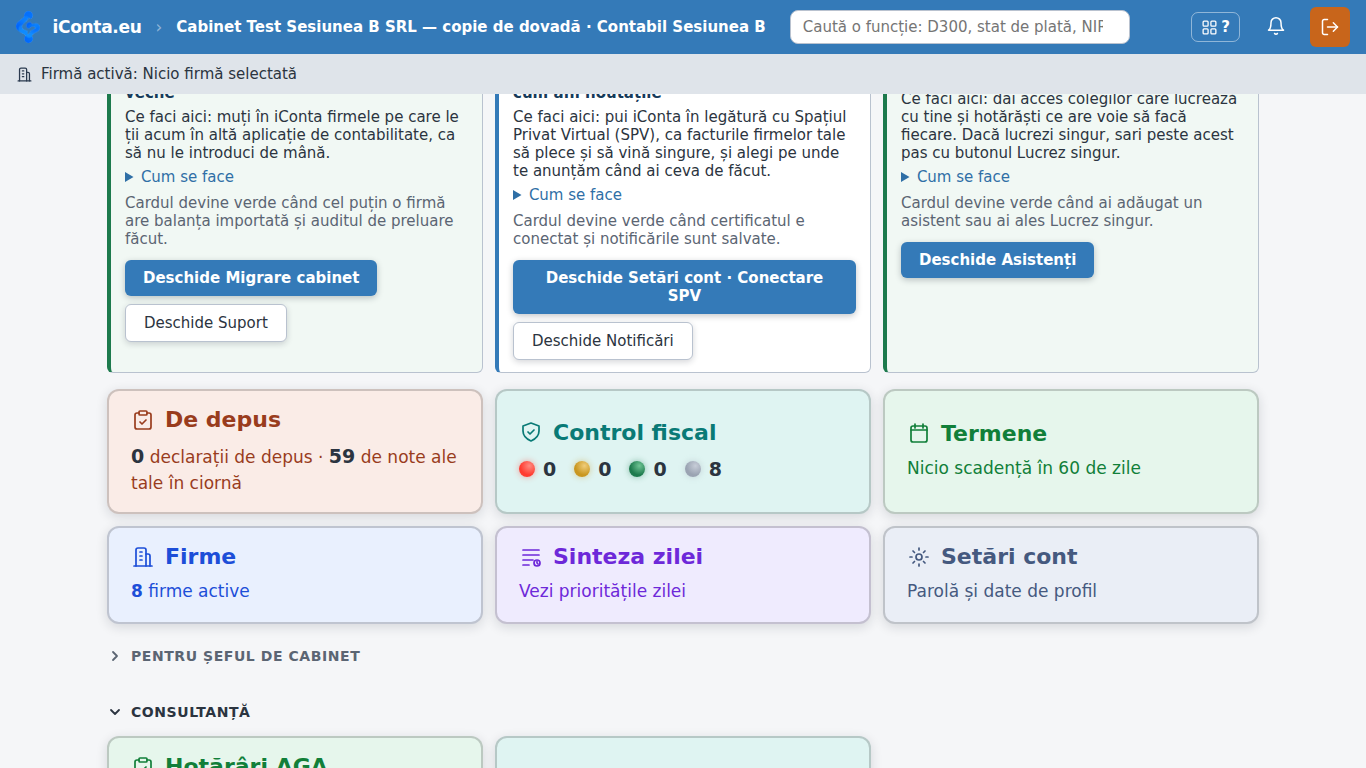 iConta.eu › Cabinet Test Sesiunea B SRL — copie de dovadă · Contabil Sesiunea B
Caută o funcție: D300, stat de plată, NIF
?
Firmă activă: Nicio firmă selectată
veche
Ce faci aici: muți în iConta firmele pe care le
ții acum în altă aplicație de contabilitate, ca
să nu le introduci de mână.
Cum se face
Cardul devine verde când cel puțin o firmă
are balanța importată și auditul de preluare
făcut.
Deschide Migrare cabinet
Deschide Suport
cum afli noutățile
Ce faci aici: pui iConta în legătură cu Spațiul
Privat Virtual (SPV), ca facturile firmelor tale
să plece și să vină singure, și alegi pe unde
te anunțăm când ai ceva de făcut.
Cum se face
Cardul devine verde când certificatul e
conectat și notificările sunt salvate.
Deschide Setări cont · Conectare
SPV
Deschide Notificări
Ce faci aici: dai acces colegilor care lucrează
cu tine și hotărăști ce are voie să facă
fiecare. Dacă lucrezi singur, sari peste acest
pas cu butonul Lucrez singur.
Cum se face
Cardul devine verde când ai adăugat un
asistent sau ai ales Lucrez singur.
Deschide Asistenți
De depus
0 declarații de depus · 59 de note ale
tale în ciornă
Control fiscal
0 0 0 8
Termene
Nicio scadență în 60 de zile
Firme
8 firme active
Sinteza zilei
Vezi prioritățile zilei
Setări cont
Parolă și date de profil
PENTRU ȘEFUL DE CABINET
CONSULTANȚĂ
Hotărâri AGA